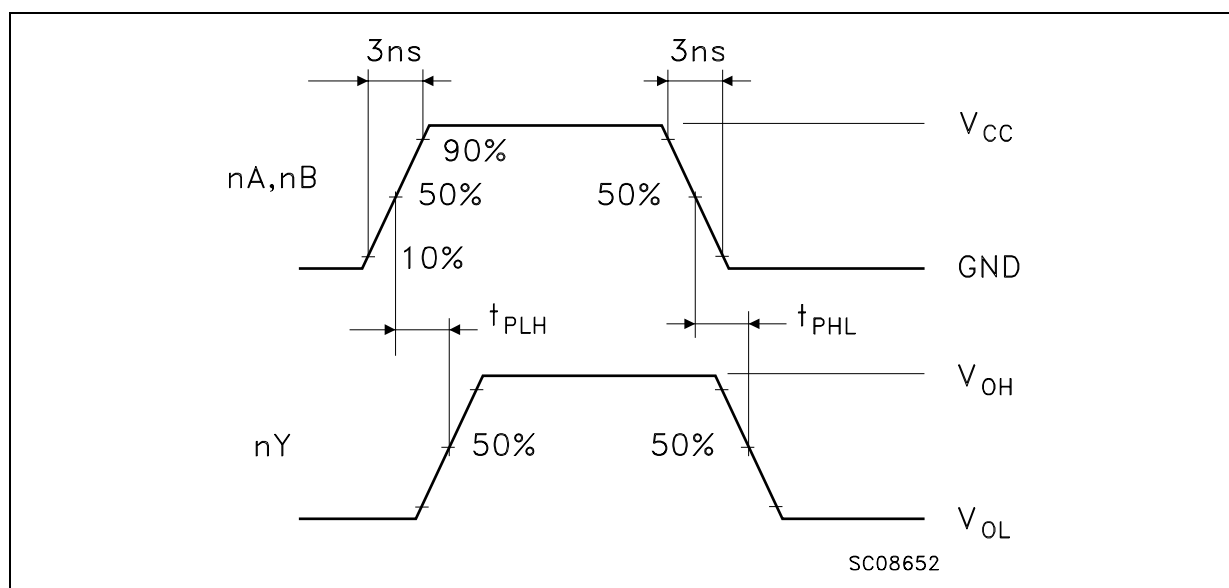 3ns 3ns
V_CC
90%
nA,nB 50% 50%
10% GND
t_PLH t_PHL
V_OH
nY 50% 50%
V_OL
SC08652